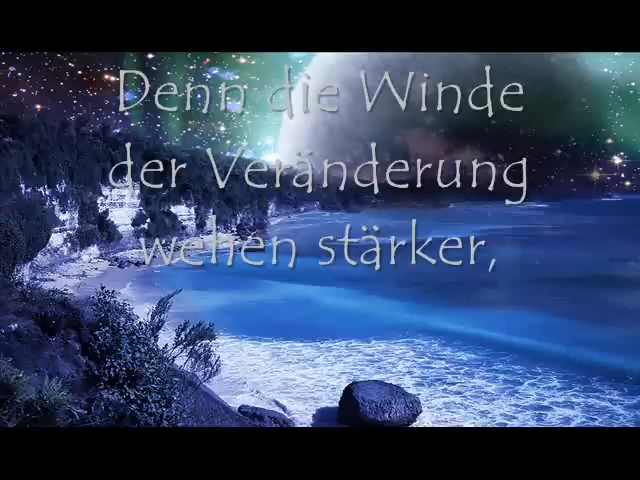 Denn die Winde
der Veränderung
wehen stärker,